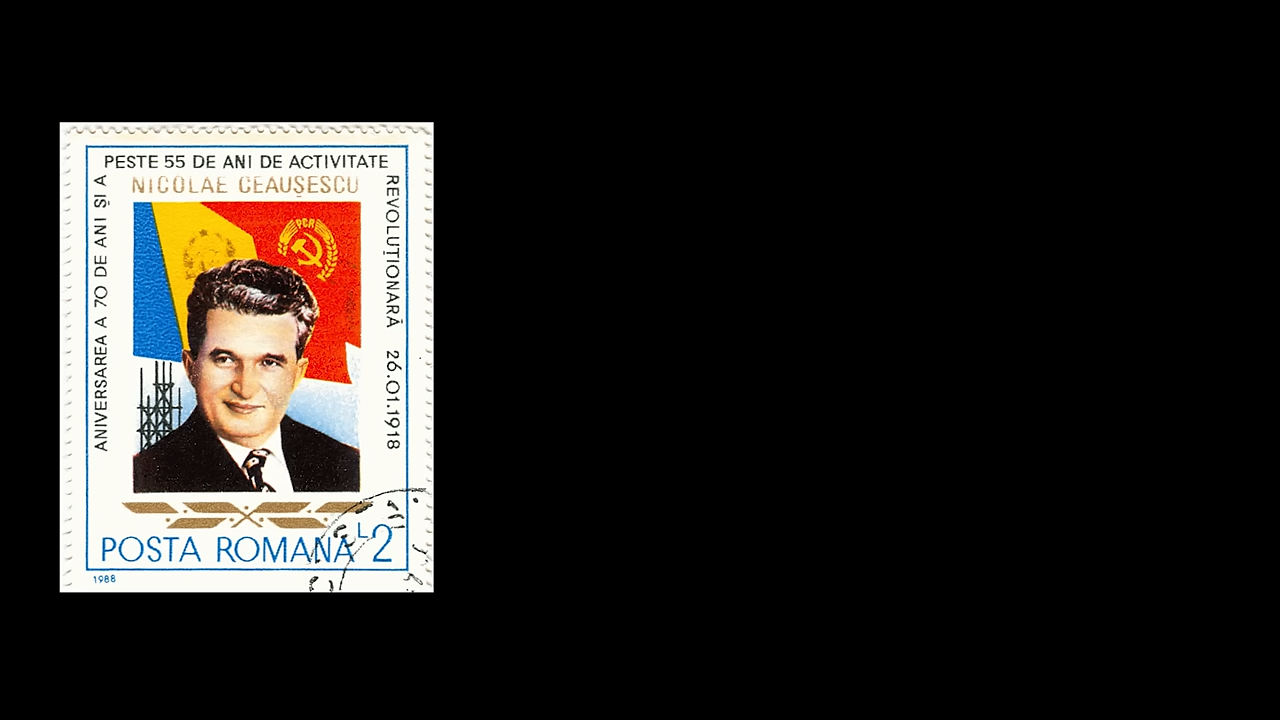 ANIVERSAREA A 70 DE ANI ȘI A
PESTE 55 DE ANI DE ACTIVITATE
REVOLUȚIONARĂ 26.01.1918
NICOLAE CEAUȘESCU
PCR
POSTA ROMANA L2
1988